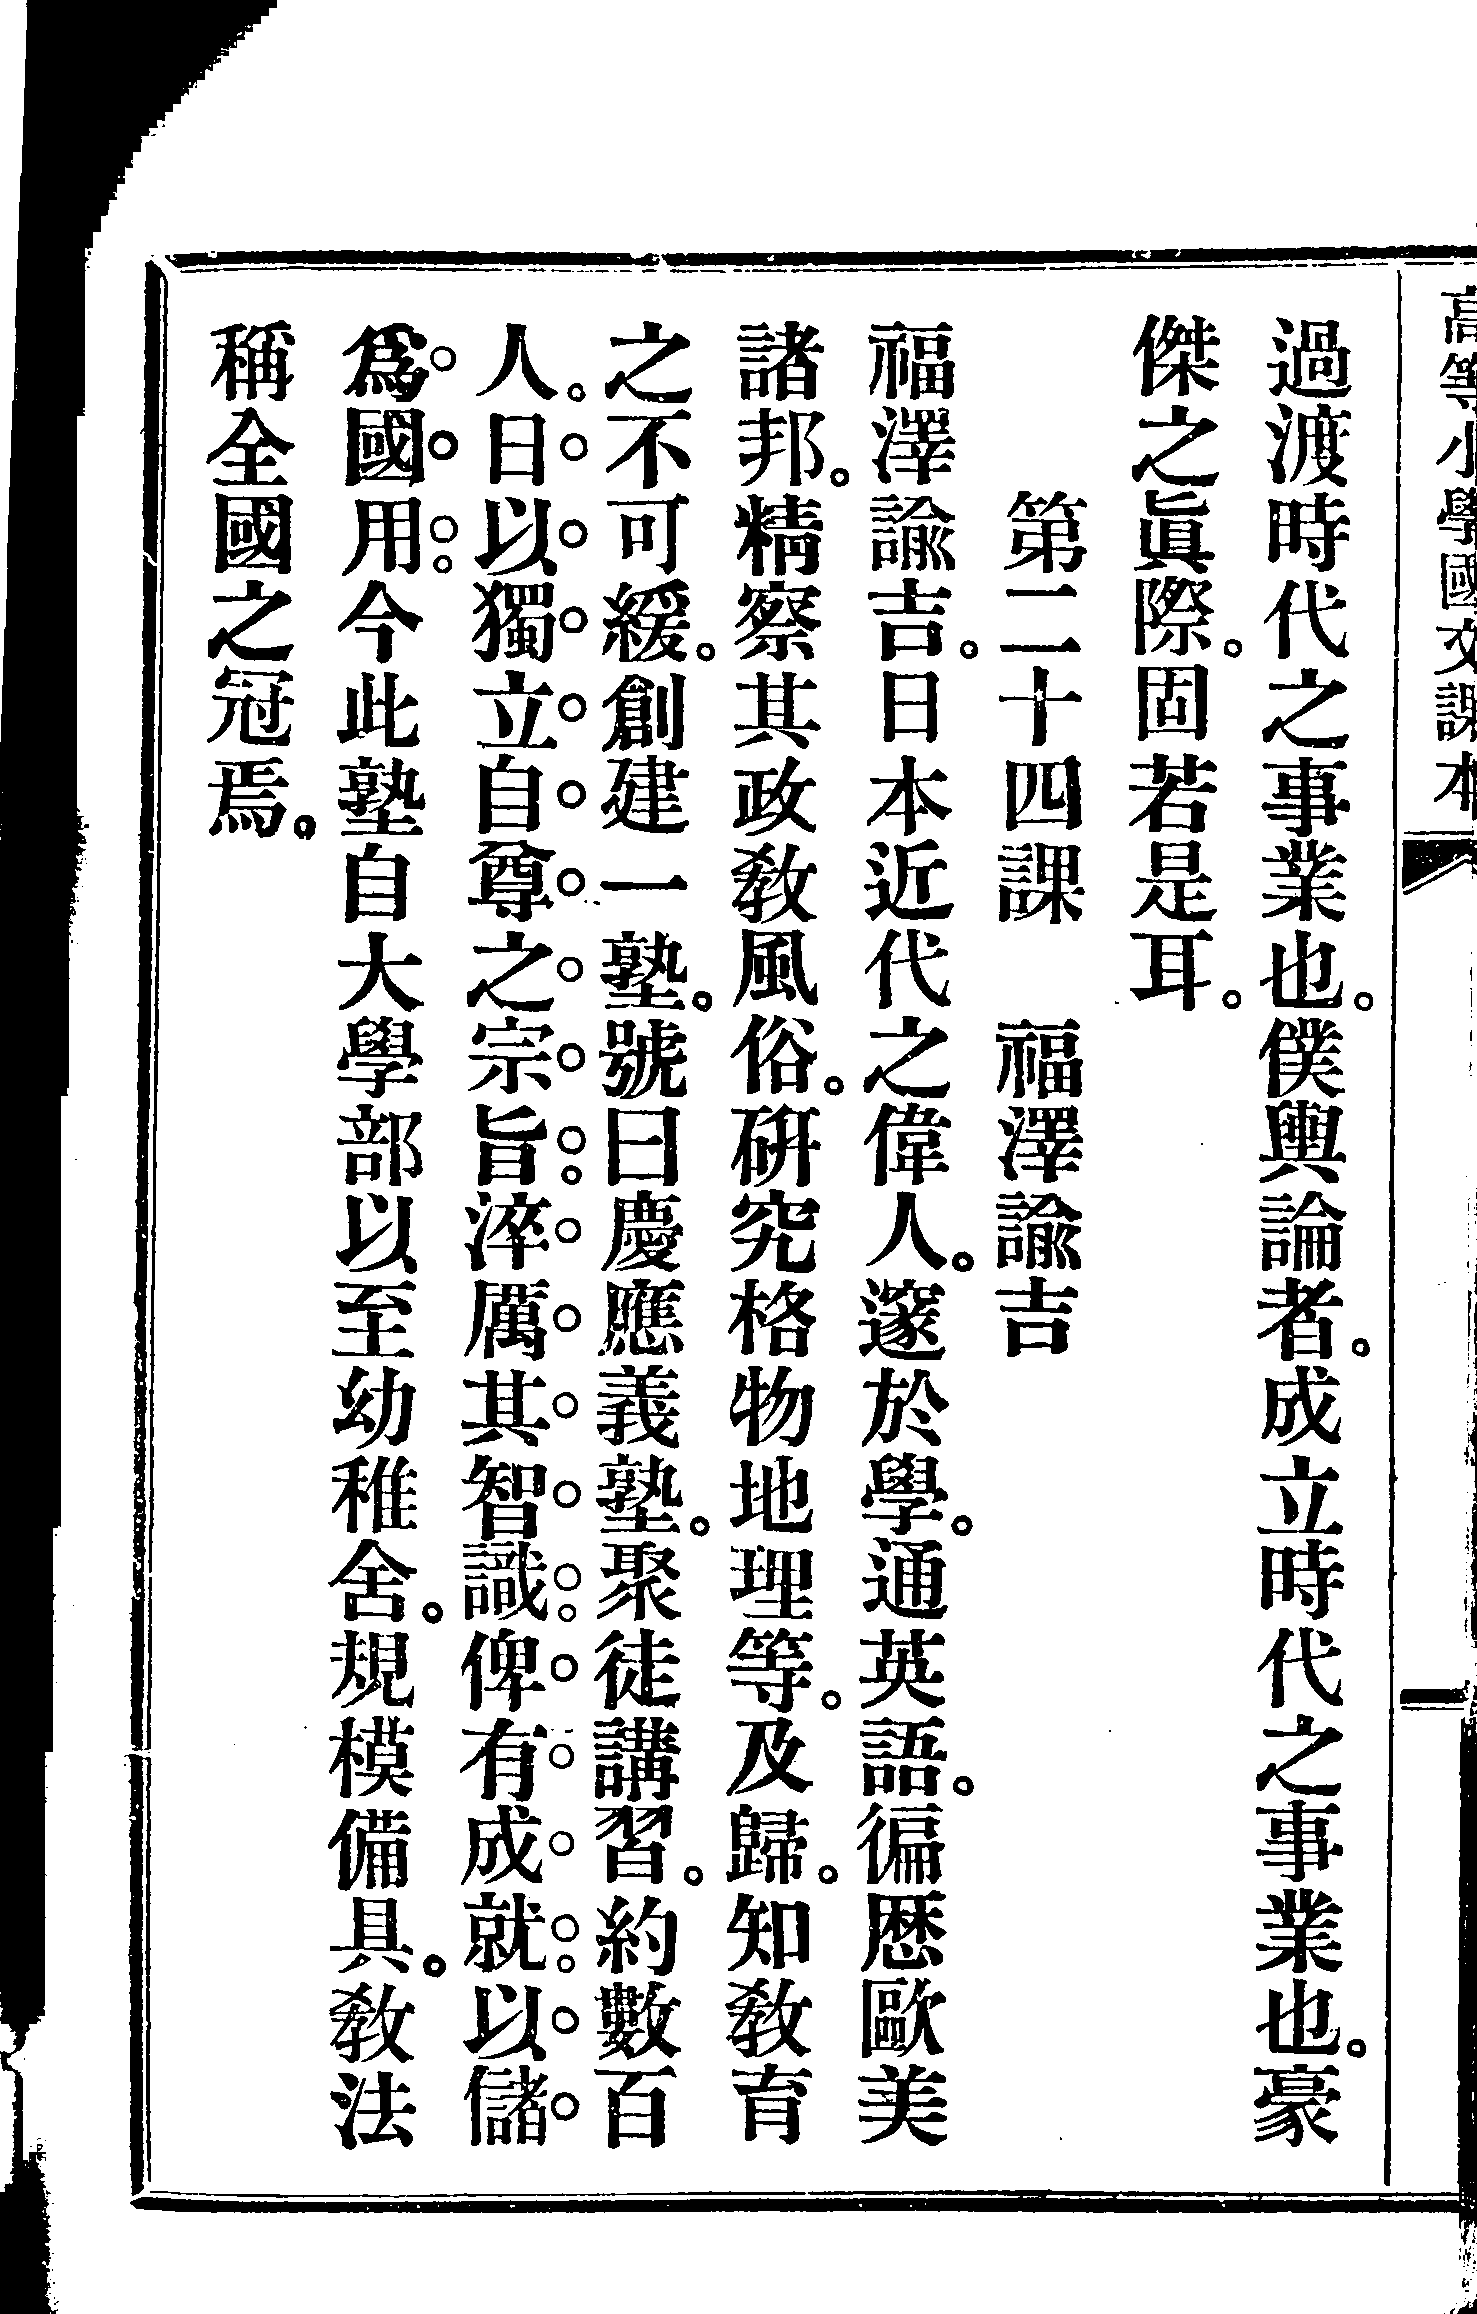 高等小學國文課本
過渡時代之事業也。僕輿論者。成立時代之事業也。豪
傑之眞際。固若是耳。
第二十四課　福澤諭吉
福澤諭吉。日本近代之偉人。邃於學。通英語。徧歷歐美
諸邦。精察其政教風俗。研究格物地理等。及歸。知教育
之不可緩。創建一塾。號曰慶應義塾。聚徒講習。約數百
人。日以獨立自尊之宗旨。淬厲其智識。俾有成就。以儲
爲國用。今此塾自大學部以至幼稚舍。規模備具。教法
稱全國之冠焉。